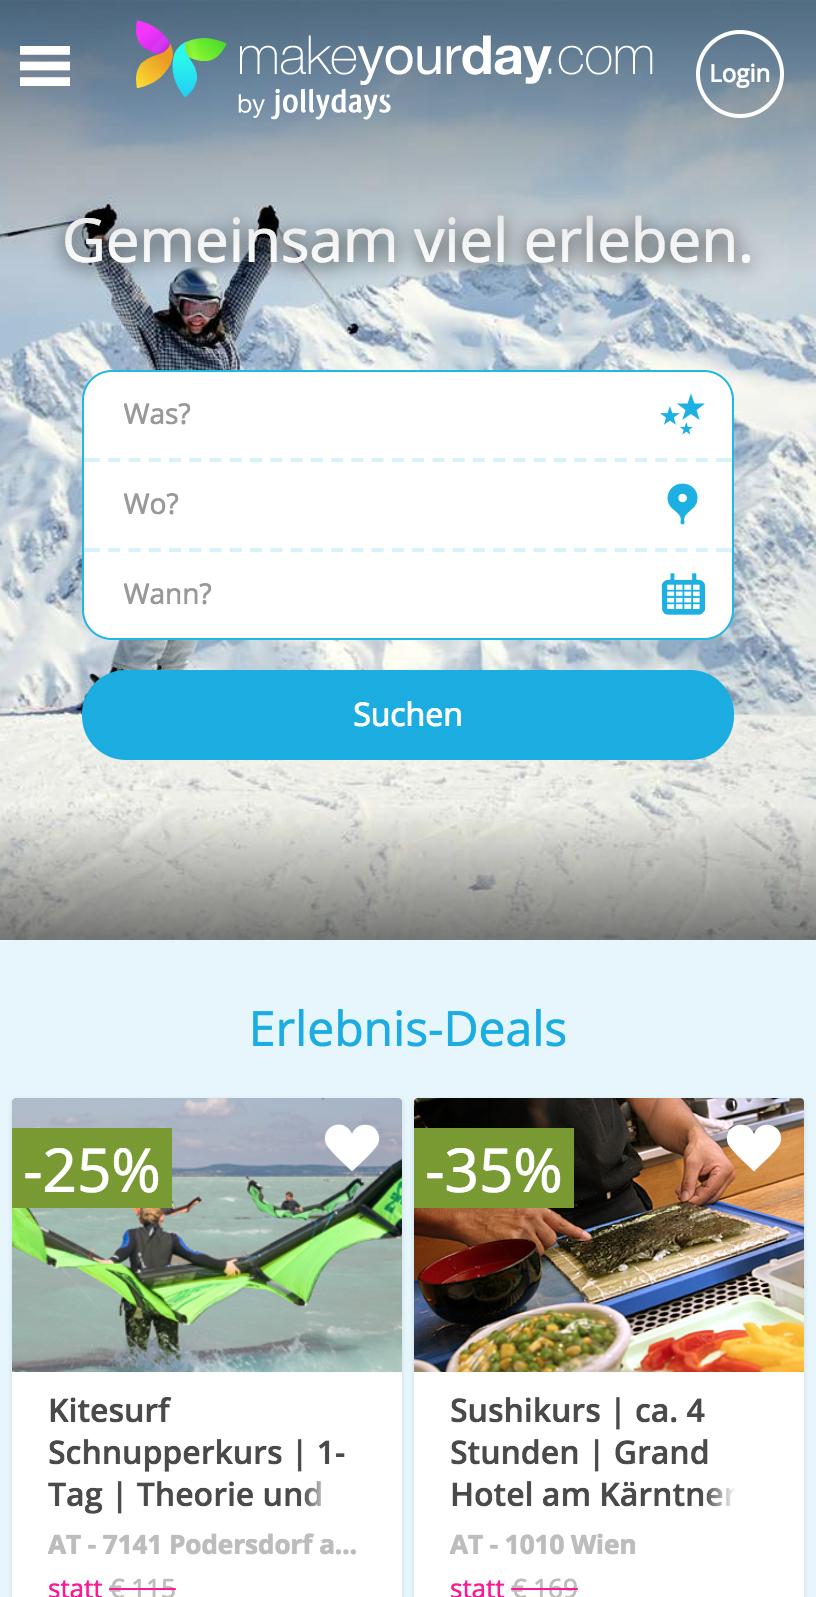 makeyourday.com
by jollydays
Login
Gemeinsam viel erleben.
Was?
Wo?
Wann?
Suchen
Erlebnis-Deals
-25%
-35%
Kitesurf
Schnupperkurs | 1-
Tag | Theorie und
AT - 7141 Podersdorf a...
statt € 115
Sushikurs | ca. 4
Stunden | Grand
Hotel am Kärntner
AT - 1010 Wien
statt € 169